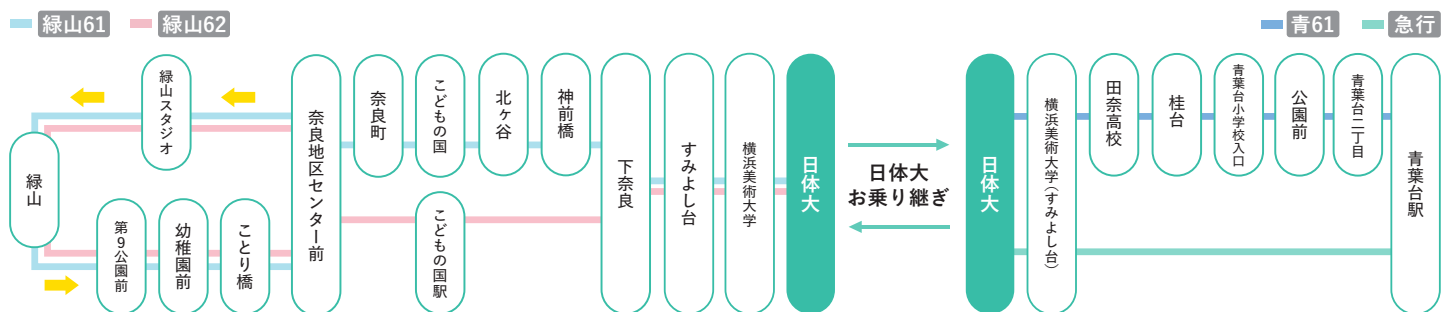 緑山61
緑山62
青61
急行
緑山
緑山スタジオ
第9公園前
幼稚園前
ことり橋
奈良地区センター前
奈良町
こどもの国
北ヶ谷
神前橋
こどもの国駅
下奈良
すみよし台
横浜美術大学
日体大
日体大
お乗り継ぎ
日体大
横浜美術大学(すみよし台)
田奈高校
桂台
青葉台小学校入口
公園前
青葉台二丁目
青葉台駅